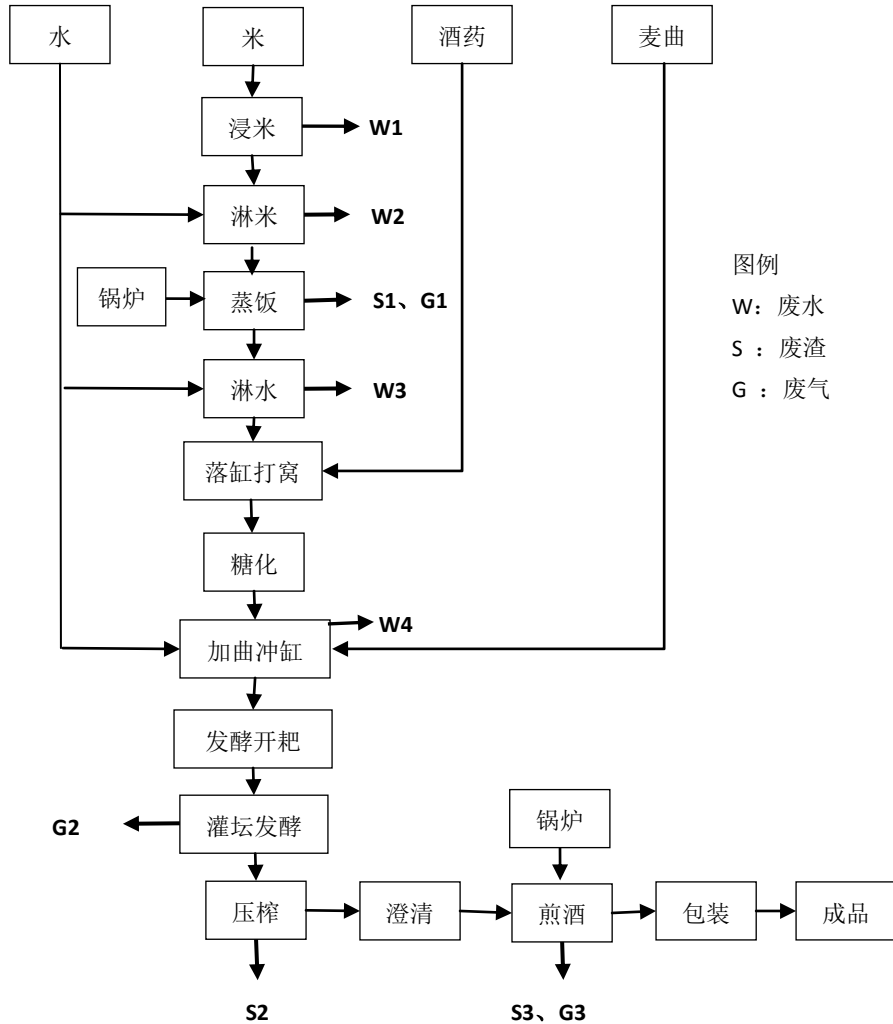 水
米
酒药
麦曲
浸米
W1
淋米
W2
锅炉
蒸饭
S1、G1
淋水
W3
落缸打窝
糖化
加曲冲缸
W4
发酵开耙
G2
灌坛发酵
锅炉
压榨
澄清
煎酒
包装
成品
S2
S3、G3
图例
W：废水
S ：废渣
G ：废气